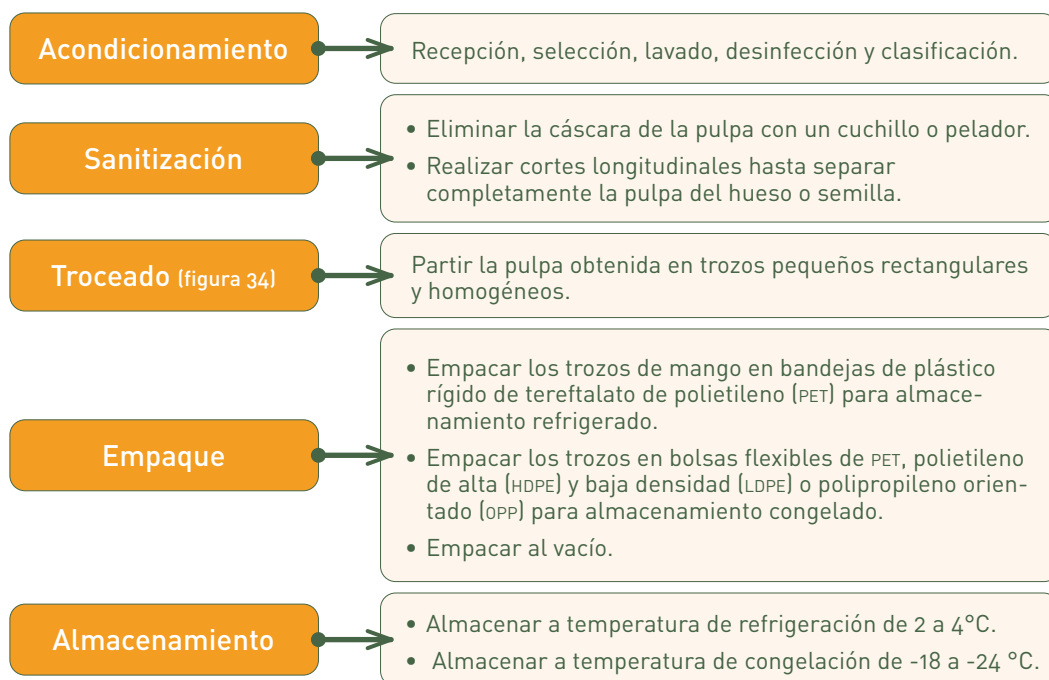 Acondicionamiento
Recepción, selección, lavado, desinfección y clasificación.
Sanitización
• Eliminar la cáscara de la pulpa con un cuchillo o pelador.
• Realizar cortes longitudinales hasta separar
completamente la pulpa del hueso o semilla.
Troceado (figura 34)
Partir la pulpa obtenida en trozos pequeños rectangulares
y homogéneos.
Empaque
• Empacar los trozos de mango en bandejas de plástico
rígido de tereftalato de polietileno (PET) para almace-
namiento refrigerado.
• Empacar los trozos en bolsas flexibles de PET, polietileno
de alta (HDPE) y baja densidad (LDPE) o polipropileno orien-
tado (OPP) para almacenamiento congelado.
• Empacar al vacío.
Almacenamiento
• Almacenar a temperatura de refrigeración de 2 a 4°C.
• Almacenar a temperatura de congelación de -18 a -24 °C.